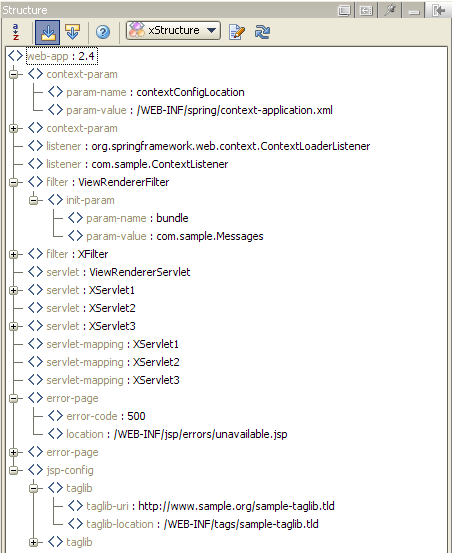 Structure
a
z
?
xStructure
web-app : 2.4
context-param
param-name : contextConfigLocation
param-value : /WEB-INF/spring/context-application.xml
context-param
listener : org.springframework.web.context.ContextLoaderListener
listener : com.sample.ContextListener
filter : ViewRendererFilter
init-param
param-name : bundle
param-value : com.sample.Messages
filter : XFilter
servlet : ViewRendererServlet
servlet : XServlet1
servlet : XServlet2
servlet : XServlet3
servlet-mapping : XServlet1
servlet-mapping : XServlet2
servlet-mapping : XServlet3
error-page
error-code : 500
location : /WEB-INF/jsp/errors/unavailable.jsp
error-page
jsp-config
taglib
taglib-uri : http://www.sample.org/sample-taglib.tld
taglib-location : /WEB-INF/tags/sample-taglib.tld
taglib